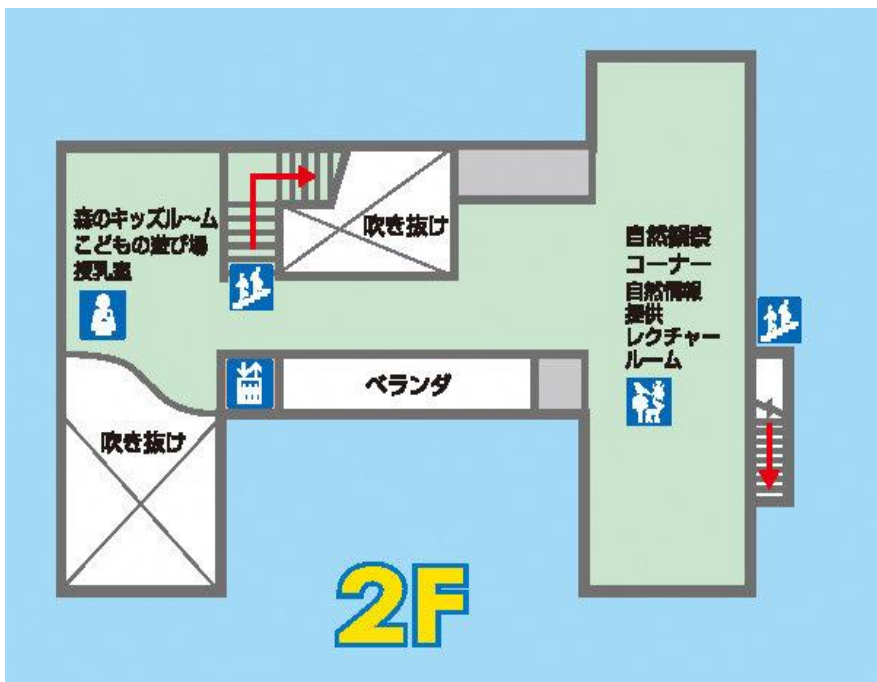 森のキッズルーム
こどもの遊び場
授乳室
吹き抜け
自然観察
コーナー
自然情報
提供
レクチャー
ルーム
ベランダ
吹き抜け
2F